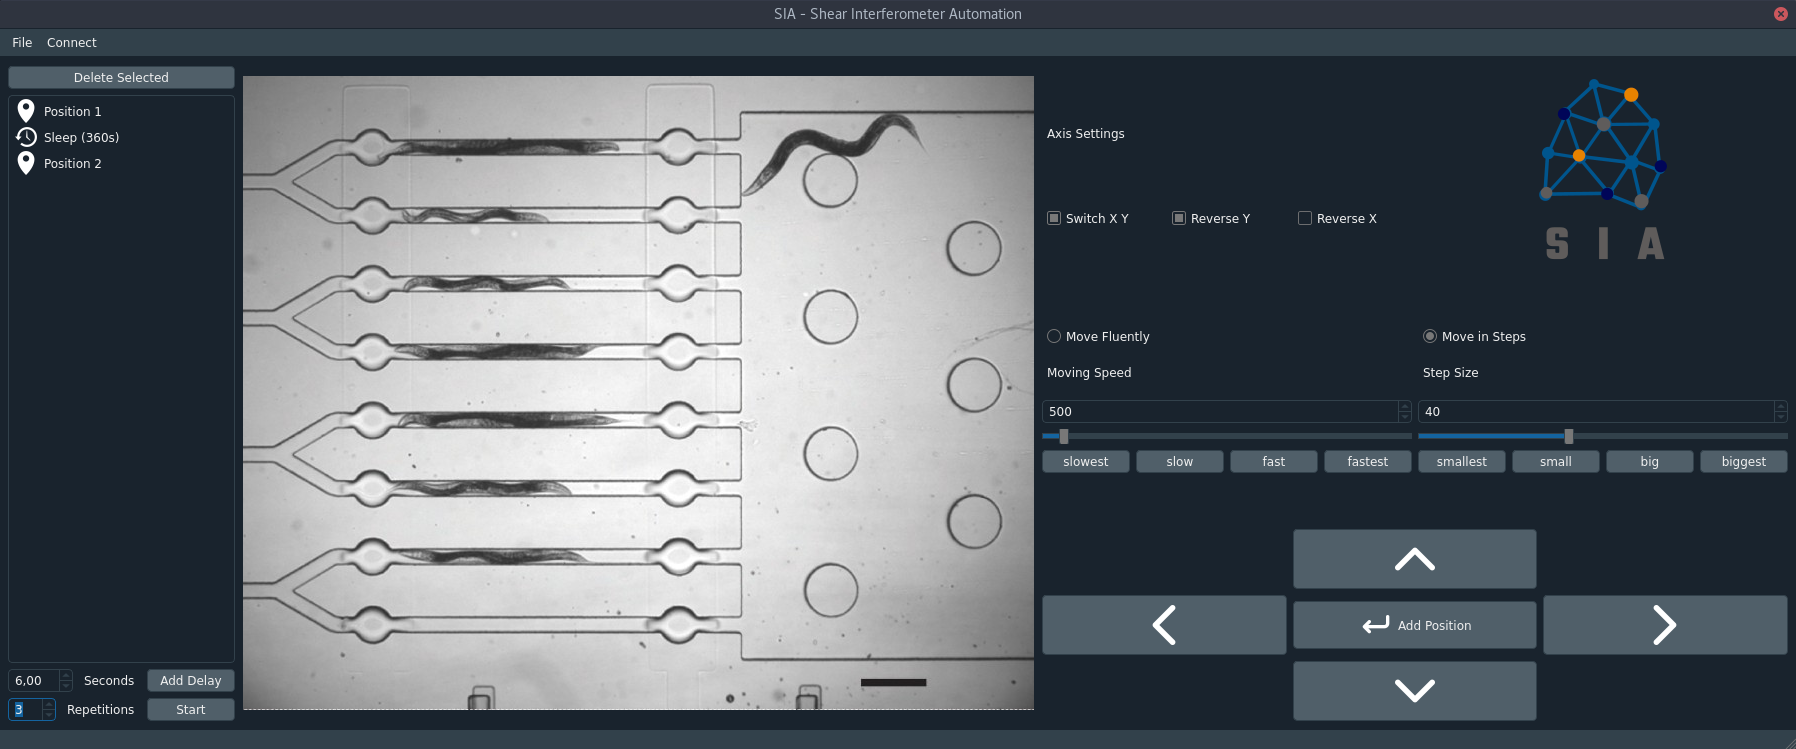 SIA - Shear Interferometer Automation
File Connect
Delete Selected
Position 1
Sleep (360s)
Position 2
6,00 Seconds Add Delay
3 Repetitions Start
Axis Settings
Switch X Y Reverse Y Reverse X
SIA
Move Fluently Move in Steps
Moving Speed Step Size
500 40
slowest slow fast fastest smallest small big biggest
Add Position